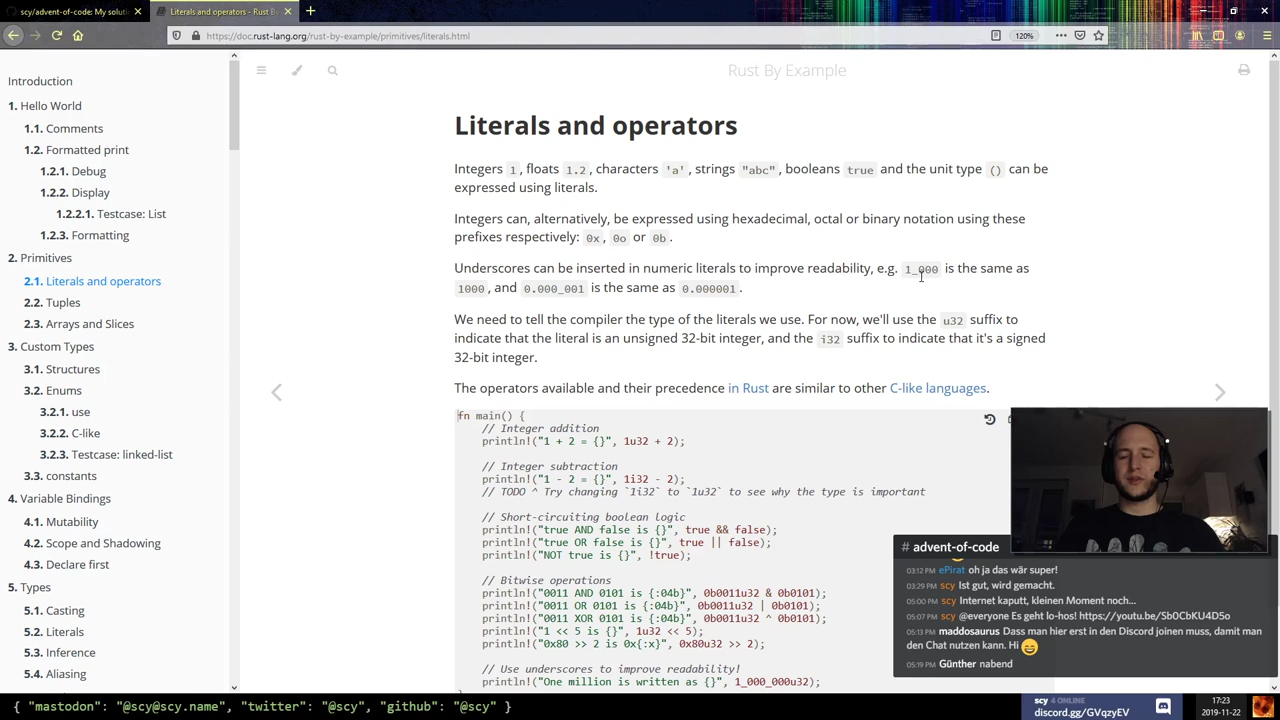 scy/advent-of-code: My soluti
Literals and operators - Rust By
https://doc.rust-lang.org/rust-by-example/primitives/literals.html
120%
Introduction
1. Hello World
1.1. Comments
1.2. Formatted print
1.2.1. Debug
1.2.2. Display
1.2.2.1. Testcase: List
1.2.3. Formatting
2. Primitives
2.1. Literals and operators
2.2. Tuples
2.3. Arrays and Slices
3. Custom Types
3.1. Structures
3.2. Enums
3.2.1. use
3.2.2. C-like
3.2.3. Testcase: linked-list
3.3. constants
4. Variable Bindings
4.1. Mutability
4.2. Scope and Shadowing
4.3. Declare first
5. Types
5.1. Casting
5.2. Literals
5.3. Inference
5.4. Aliasing
Rust By Example
Literals and operators
Integers 1, floats 1.2, characters 'a', strings "abc", booleans true and the unit type () can be
expressed using literals.
Integers can, alternatively, be expressed using hexadecimal, octal or binary notation using these
prefixes respectively: 0x, 0o or 0b.
Underscores can be inserted in numeric literals to improve readability, e.g. 1_000 is the same as
1000, and 0.000_001 is the same as 0.000001.
We need to tell the compiler the type of the literals we use. For now, we'll use the u32 suffix to
indicate that the literal is an unsigned 32-bit integer, and the i32 suffix to indicate that it's a signed
32-bit integer.
The operators available and their precedence in Rust are similar to other C-like languages.
fn main() {
// Integer addition
println!("1 + 2 = {}", 1u32 + 2);
// Integer subtraction
println!("1 - 2 = {}", 1i32 - 2);
// TODO ^ Try changing `1i32` to `1u32` to see why the type is important
// Short-circuiting boolean logic
println!("true AND false is {}", true && false);
println!("true OR false is {}", true || false);
println!("NOT true is {}", !true);
// Bitwise operations
println!("0011 AND 0101 is {:04b}", 0b0011u32 & 0b0101);
println!("0011 OR 0101 is {:04b}", 0b0011u32 | 0b0101);
println!("0011 XOR 0101 is {:04b}", 0b0011u32 ^ 0b0101);
println!("1 << 5 is {}", 1u32 << 5);
println!("0x80 >> 2 is 0x{:x}", 0x80u32 >> 2);
// Use underscores to improve readability!
println!("One million is written as {}", 1_000_000u32);
# advent-of-code
03:12 PM ePirat oh ja das wär super!
03:29 PM scy Ist gut, wird gemacht.
05:00 PM scy Internet kaputt, kleinen Moment noch...
05:07 PM scy @everyone Es geht lo-hos! https://youtu.be/Sb0CbKU4D5o
05:13 PM maddosaurus Dass man hier erst in den Discord joinen muss, damit man
den Chat nutzen kann. Hi 😄
05:19 PM Günther nabend
{ "mastodon": "@scy@scy.name", "twitter": "@scy", "github": "@scy" }
scy 4 ONLINE
discord.gg/GVqzyEV
17:23
2019-11-22